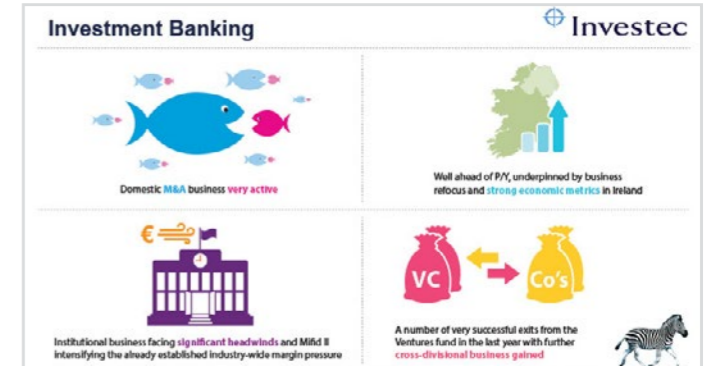 Investment Banking
Investec
Domestic M&A business very active
Well ahead of P/Y, underpinned by business
refocus and strong economic metrics in Ireland
€
VC
Co's
Institutional business facing significant headwinds and Mifid II
intensifying the already established industry-wide margin pressure
A number of very successful exits from the
Ventures fund in the last year with further
cross-divisional business gained